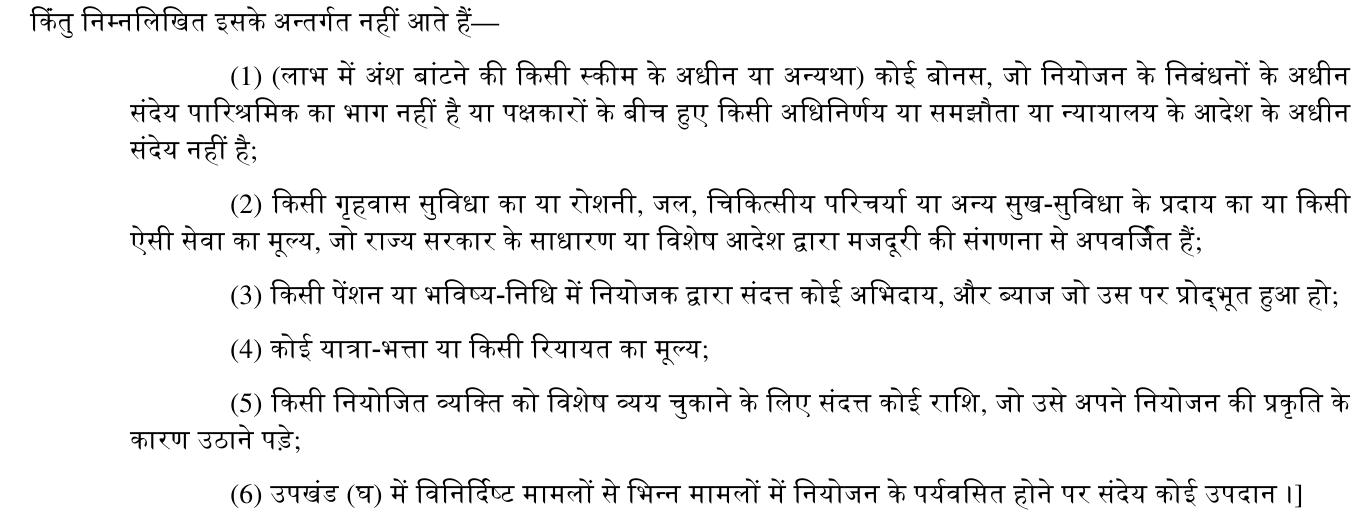 किंतु निम्नलिखित इसके अन्तर्गत नहीं आते हैं—
(1) (लाभ में अंश बांटने की किसी स्कीम के अधीन या अन्यथा) कोई बोनस, जो नियोजन के निबंधनों के अधीन
संदेय पारिश्रमिक का भाग नहीं है या पक्षकारों के बीच हुए किसी अधिनिर्णय या समझौता या न्यायालय के आदेश के अधीन
संदेय नहीं है;
(2) किसी गृहवास सुविधा का या रोशनी, जल, चिकित्सीय परिचर्या या अन्य सुख-सुविधा के प्रदाय का या किसी
ऐसी सेवा का मूल्य, जो राज्य सरकार के साधारण या विशेष आदेश द्वारा मजदूरी की संगणना से अपवर्जित हैं;
(3) किसी पेंशन या भविष्य-निधि में नियोजक द्वारा संदत्त कोई अभिदाय, और ब्याज जो उस पर प्रोद्भूत हुआ हो;
(4) कोई यात्रा-भत्ता या किसी रियायत का मूल्य;
(5) किसी नियोजित व्यक्ति को विशेष व्यय चुकाने के लिए संदत्त कोई राशि, जो उसे अपने नियोजन की प्रकृति के
कारण उठाने पड़े;
(6) उपखंड (घ) में विनिर्दिष्ट मामलों से भिन्न मामलों में नियोजन के पर्यवसित होने पर संदेय कोई उपदान ।]